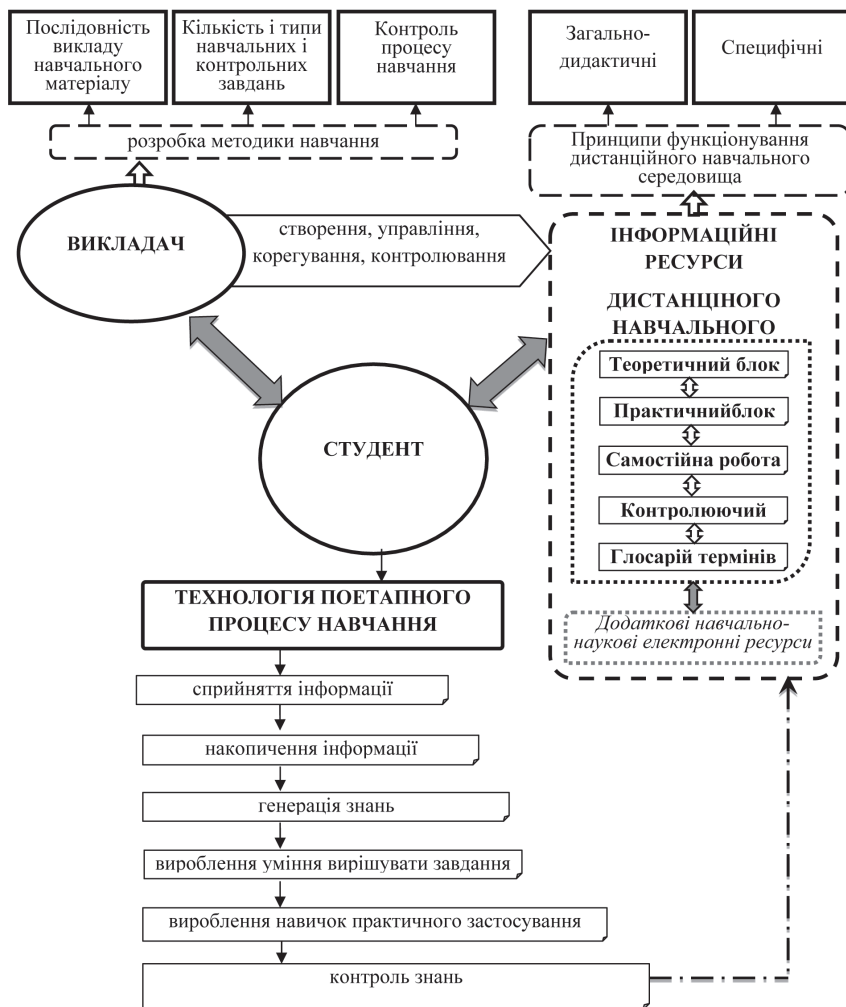 Послідовність
викладу
навчального
матеріалу
Кількість і типи
навчальних і
контрольних
завдань
Контроль
процесу
навчання
Загально-
дидактичні
Специфічні
розробка методики навчання
Принципи функціонування
дистанційного навчального
середовища
ВИКЛАДАЧ
створення, управління,
корегування, контролювання
ІНФОРМАЦІЙНІ
РЕСУРСИ
ДИСТАНЦІНОГО
НАВЧАЛЬНОГО
Теоретичний блок
Практичнийблок
Самостійна робота
Контролюючий
Глосарій термінів
Додаткові навчально-
наукові електронні ресурси
СТУДЕНТ
ТЕХНОЛОГІЯ ПОЕТАПНОГО
ПРОЦЕСУ НАВЧАННЯ
сприйняття інформації
накопичення інформації
генерація знань
вироблення уміння вирішувати завдання
вироблення навичок практичного застосування
контроль знань